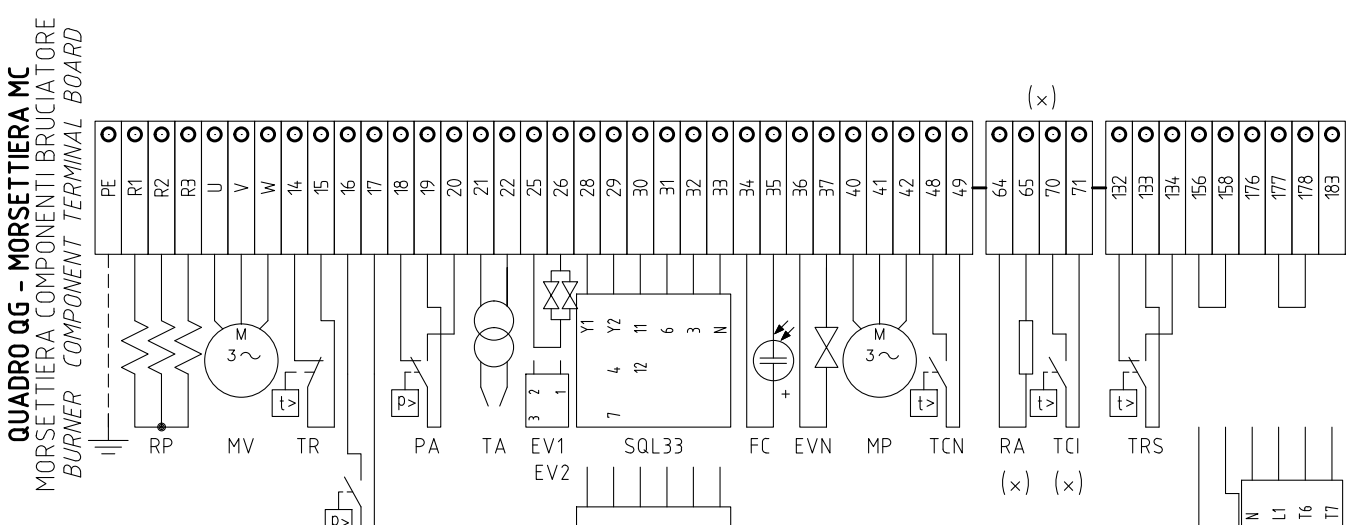 QUADRO QG - MORSETTIERA MC
MORSETTIERA COMPONENTI BRUCIATORE
BURNER COMPONENT TERMINAL BOARD
(x)
PE R1 R2 R3 U V W 14 15 16 17 18 19 20 21 22 25 26 28 29 30 31 32 33 34 35 36 37 40 41 42 48 49 64 65 70 71 132 133 134 156 158 176 177 178 183
Y1 Y2 11 6 3 N
M 3~
M 3~
4 12
t> p> 3 2 1 7 + t> t> t>
RP MV TR PA TA EV1 SQL33 FC EVN MP TCN RA TCI TRS
EV2
(x) (x)
p> N L1 T6 T7